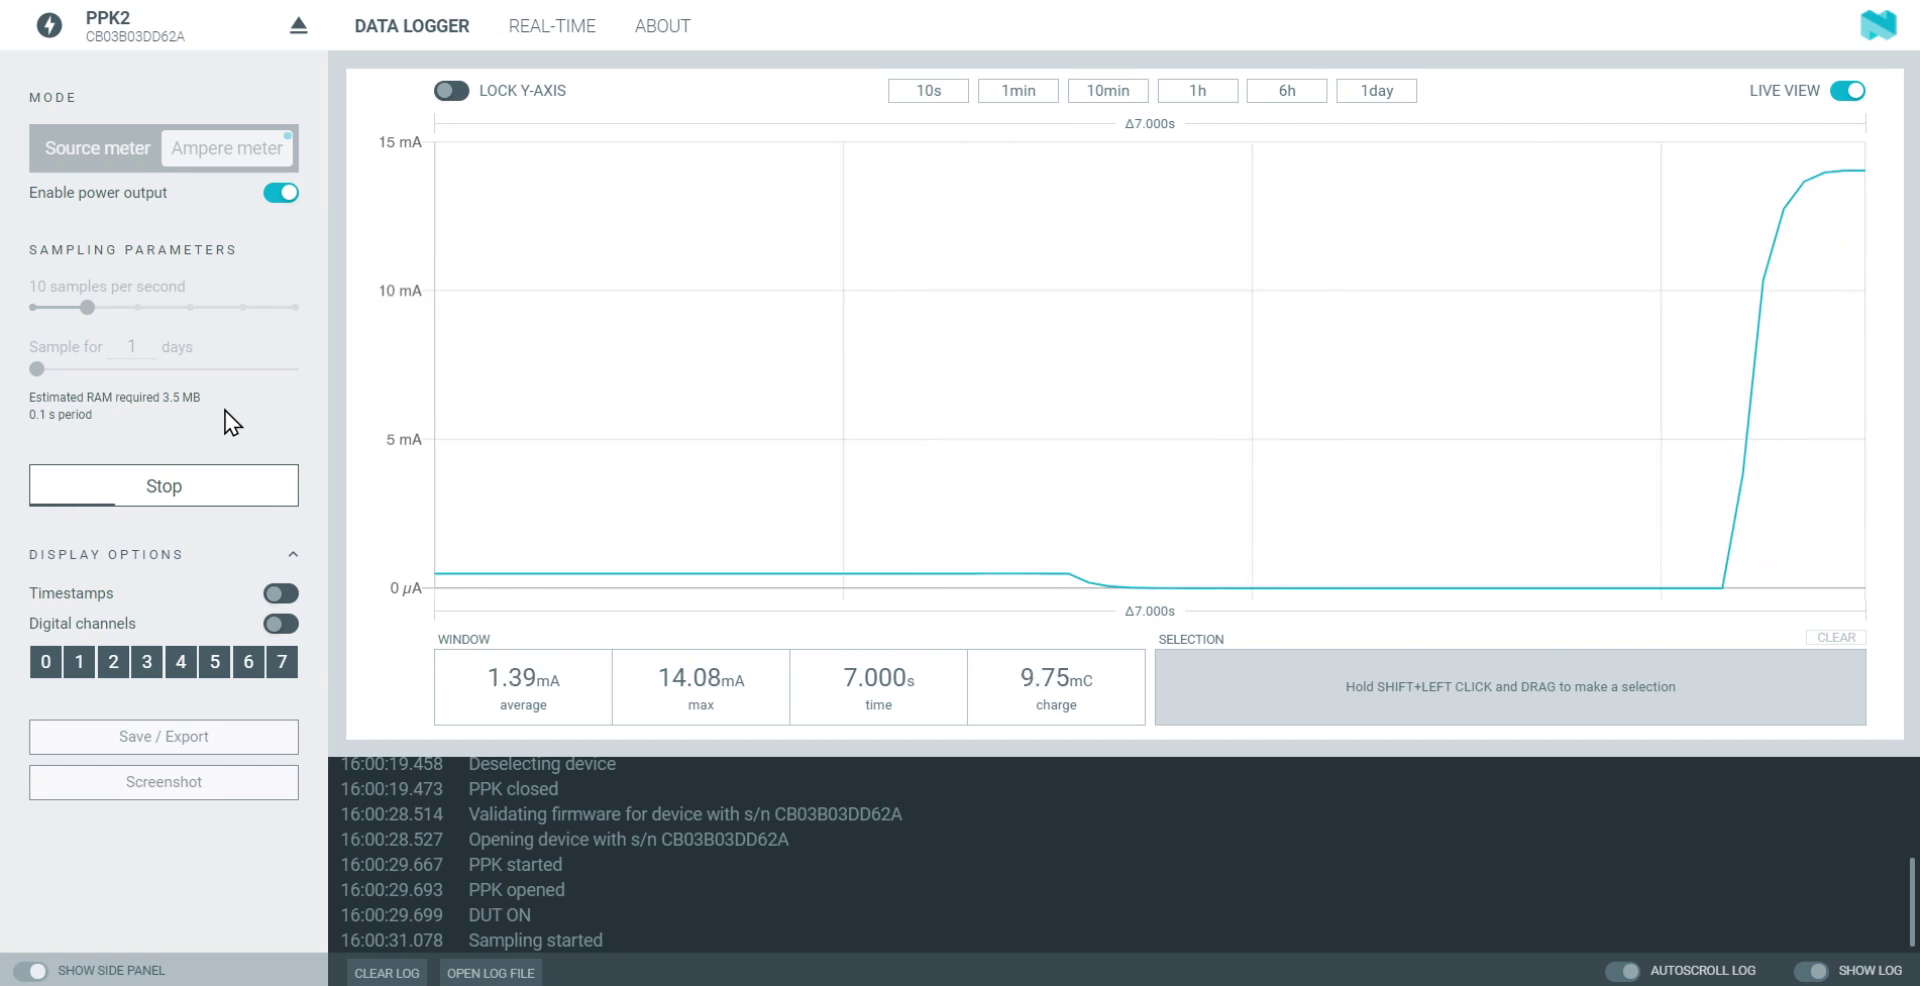 PPK2
CB03B03DD62A
DATA LOGGER
REAL-TIME
ABOUT
MODE
Source meter
Ampere meter
Enable power output
SAMPLING PARAMETERS
10 samples per second
Sample for 1 days
Estimated RAM required 3.5 MB
0.1 s period
Stop
DISPLAY OPTIONS
Timestamps
Digital channels
0 1 2 3 4 5 6 7
Save / Export
Screenshot
SHOW SIDE PANEL
LOCK Y-AXIS
10s
1min
10min
1h
6h
1day
LIVE VIEW
Δ7.000s
15 mA
10 mA
5 mA
0 µA
Δ7.000s
WINDOW
1.39mA
average
14.08mA
max
7.000s
time
9.75mC
charge
SELECTION
CLEAR
Hold SHIFT+LEFT CLICK and DRAG to make a selection
16:00:19.458 Deselecting device
16:00:19.473 PPK closed
16:00:28.514 Validating firmware for device with s/n CB03B03DD62A
16:00:28.527 Opening device with s/n CB03B03DD62A
16:00:29.667 PPK started
16:00:29.693 PPK opened
16:00:29.699 DUT ON
16:00:31.078 Sampling started
CLEAR LOG
OPEN LOG FILE
AUTOSCROLL LOG
SHOW LOG